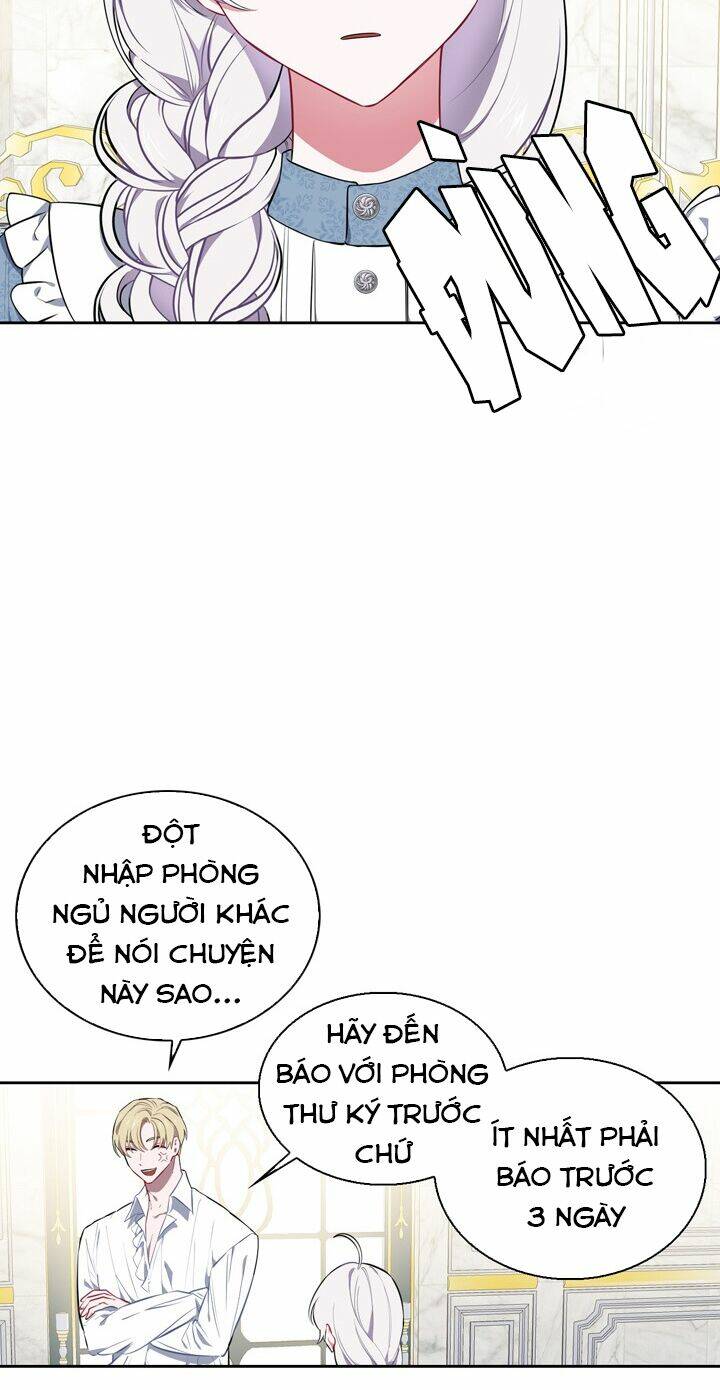 ĐÙNG
ĐỘT
NHẬP PHÒNG
NGỦ NGƯỜI KHÁC
ĐỂ NÓI CHUYỆN
NÀY SAO...
HÃY ĐẾN
BÁO VỚI PHÒNG
THƯ KÝ TRƯỚC
CHỨ
ÍT NHẤT PHẢI
BÁO TRƯỚC
3 NGÀY